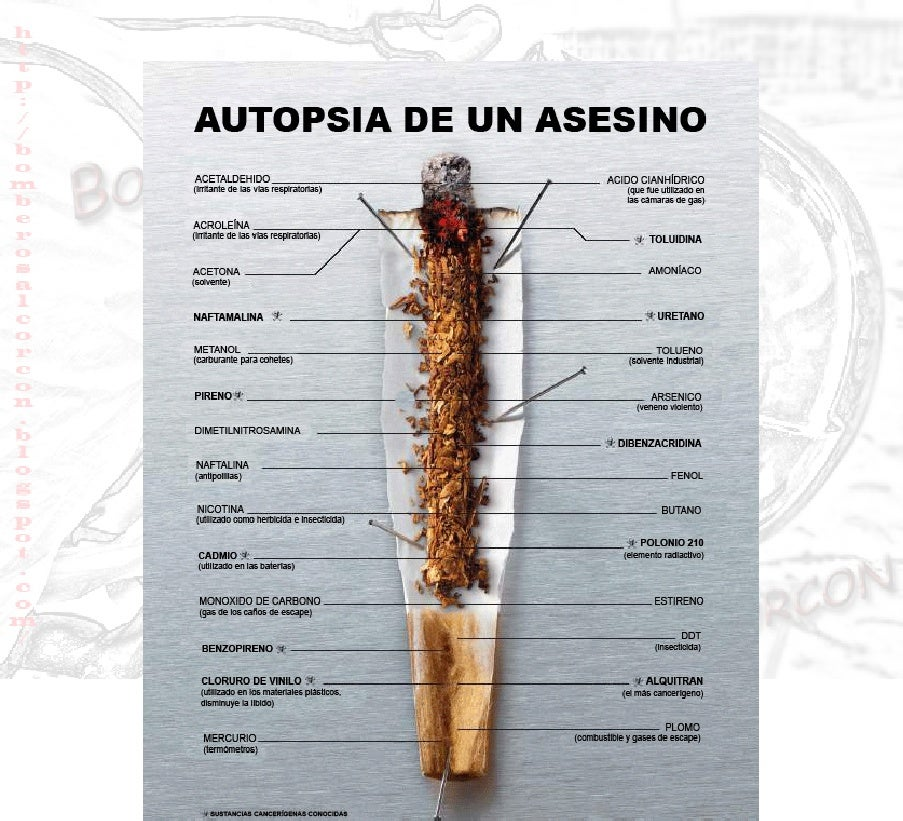 http://bomberosalcorcon.blogspot.com
AUTOPSIA DE UN ASESINO
ACETALDEHIDO
(irritante de las vías respiratorias)
ACROLEÍNA
(irritante de las vías respiratorias)
ACETONA
(solvente)
NAFTAMALINA
METANOL
(carburante para cohetes)
PIRENO
DIMETILNITROSAMINA
NAFTALINA
(antipolillas)
NICOTINA
(utilizado como herbicida e insecticida)
CADMIO
(utilizado en las baterías)
MONOXIDO DE CARBONO
(gas de los caños de escape)
BENZOPIRENO
CLORURO DE VINILO
(utilizado en los materiales plásticos,
disminuye la libido)
MERCURIO
(termómetros)
ACIDO CIANHÍDRICO
(que fue utilizado en
las cámaras de gas)
TOLUIDINA
AMONÍACO
URETANO
TOLUENO
(solvente industrial)
ARSENICO
(veneno violento)
DIBENZACRIDINA
FENOL
BUTANO
POLONIO 210
(elemento radiactivo)
ESTIRENO
DDT
(insecticida)
ALQUITRAN
(el más cancerígeno)
PLOMO
(combustible y gases de escape)
SUSTANCIAS CANCERÍGENAS CONOCIDAS
BO
RCON